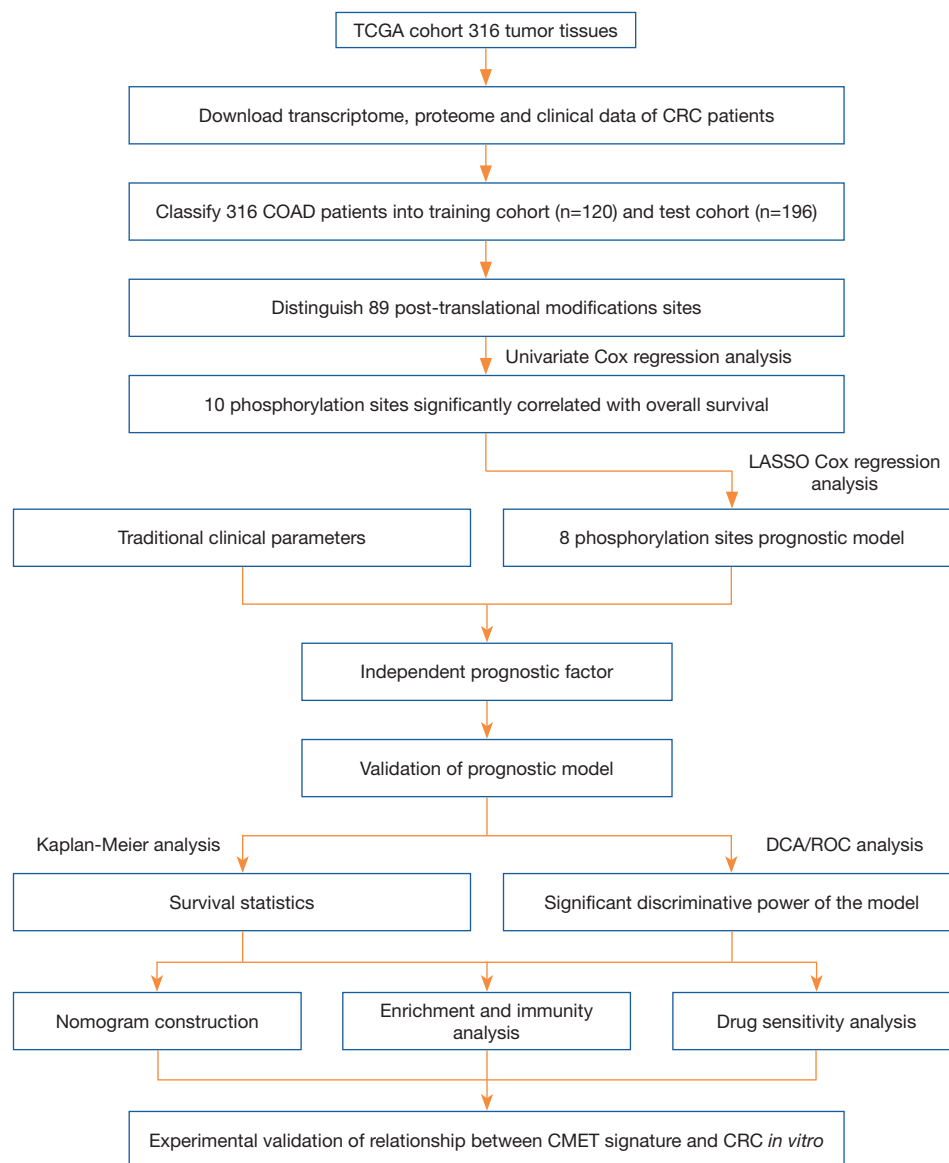 TCGA cohort 316 tumor tissues
Download transcriptome, proteome and clinical data of CRC patients
Classify 316 COAD patients into training cohort (n=120) and test cohort (n=196)
Distinguish 89 post-translational modifications sites
Univariate Cox regression analysis
10 phosphorylation sites significantly correlated with overall survival
LASSO Cox regression
analysis
Traditional clinical parameters
8 phosphorylation sites prognostic model
Independent prognostic factor
Validation of prognostic model
Kaplan-Meier analysis
DCA/ROC analysis
Survival statistics
Significant discriminative power of the model
Nomogram construction
Enrichment and immunity
analysis
Drug sensitivity analysis
Experimental validation of relationship between CMET signature and CRC in vitro